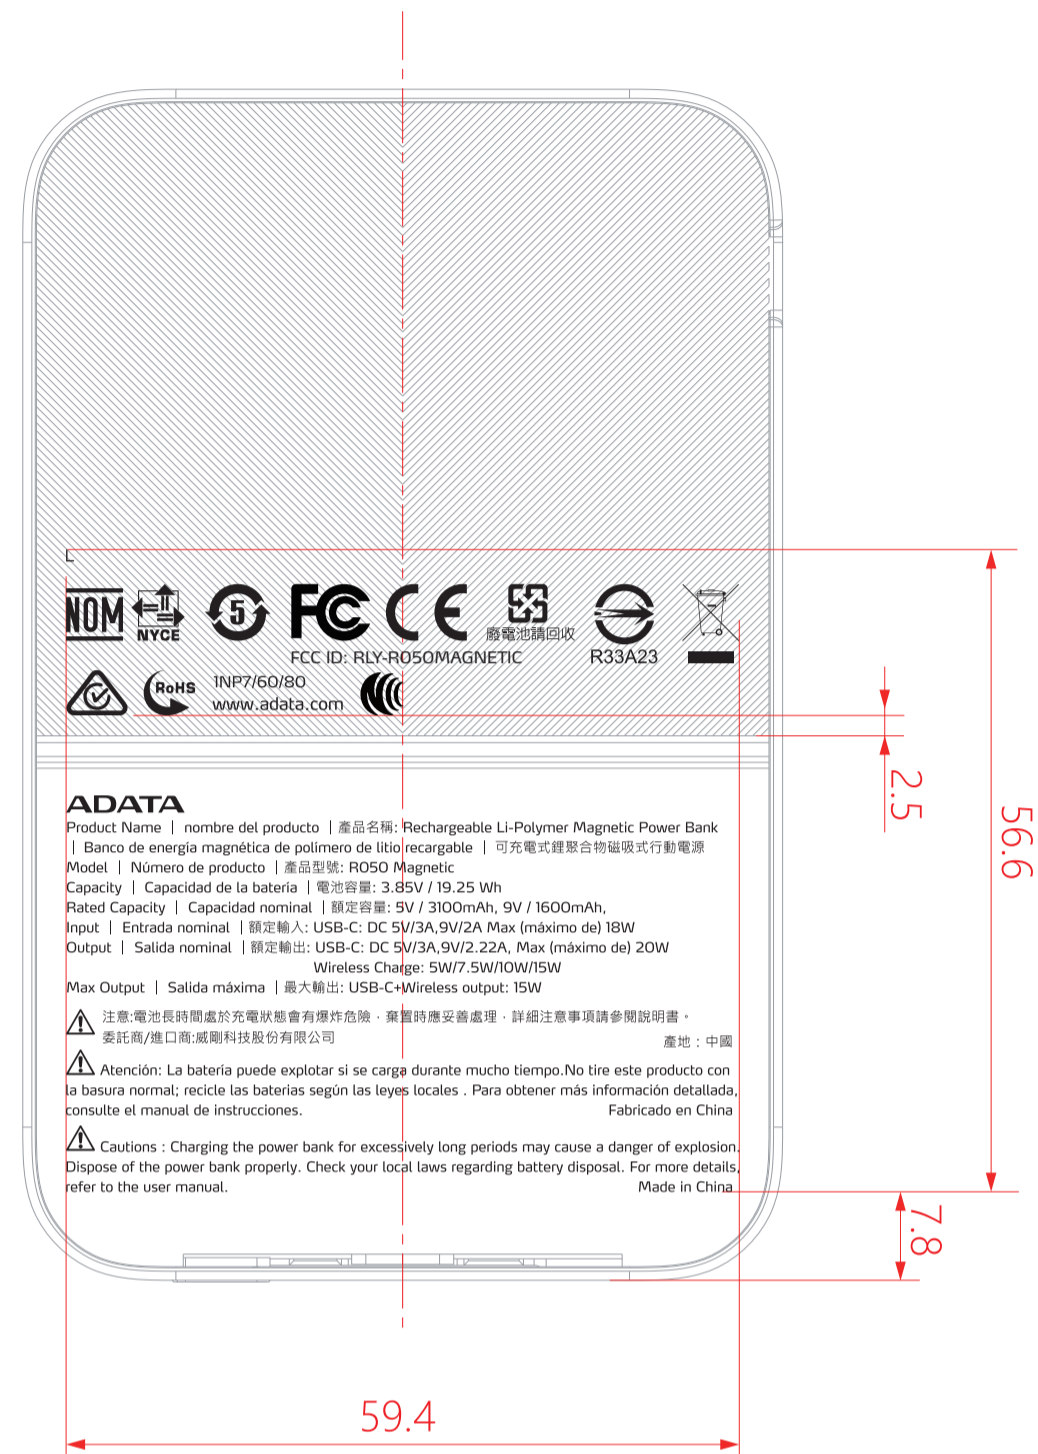 NOM
NYCE
5
FC CE
廢電池請回收
FCC ID: RLY-R050MAGNETIC
R33A23
RoHS
1NP7/60/80
www.adata.com
2.5
56.6
ADATA
Product Name | nombre del producto | 產品名稱: Rechargeable Li-Polymer Magnetic Power Bank
| Banco de energía magnética de polímero de litio recargable | 可充電式鋰聚合物磁吸式行動電源
Model | Número de producto | 產品型號: R050 Magnetic
Capacity | Capacidad de la batería | 電池容量: 3.85V / 19.25 Wh
Rated Capacity | Capacidad nominal | 額定容量: 5V / 3100mAh, 9V / 1600mAh,
Input | Entrada nominal | 額定輸入: USB-C: DC 5V/3A,9V/2A Max (máximo de) 18W
Output | Salida nominal | 額定輸出: USB-C: DC 5V/3A,9V/2.22A, Max (máximo de) 20W
Wireless Charge: 5W/7.5W/10W/15W
Max Output | Salida máxima | 最大輸出: USB-C+Wireless output: 15W
注意:電池長時間處於充電狀態會有爆炸危險，棄置時應妥善處理，詳細注意事項請參閱說明書。
委託商/進口商:威剛科技股份有限公司
產地：中國
Atención: La batería puede explotar si se carga durante mucho tiempo.No tire este producto con
la basura normal; recicle las baterias según las leyes locales . Para obtener más información detallada,
consulte el manual de instrucciones. Fabricado en China
Cautions : Charging the power bank for excessively long periods may cause a danger of explosion.
Dispose of the power bank properly. Check your local laws regarding battery disposal. For more details,
refer to the user manual. Made in China
7.8
59.4